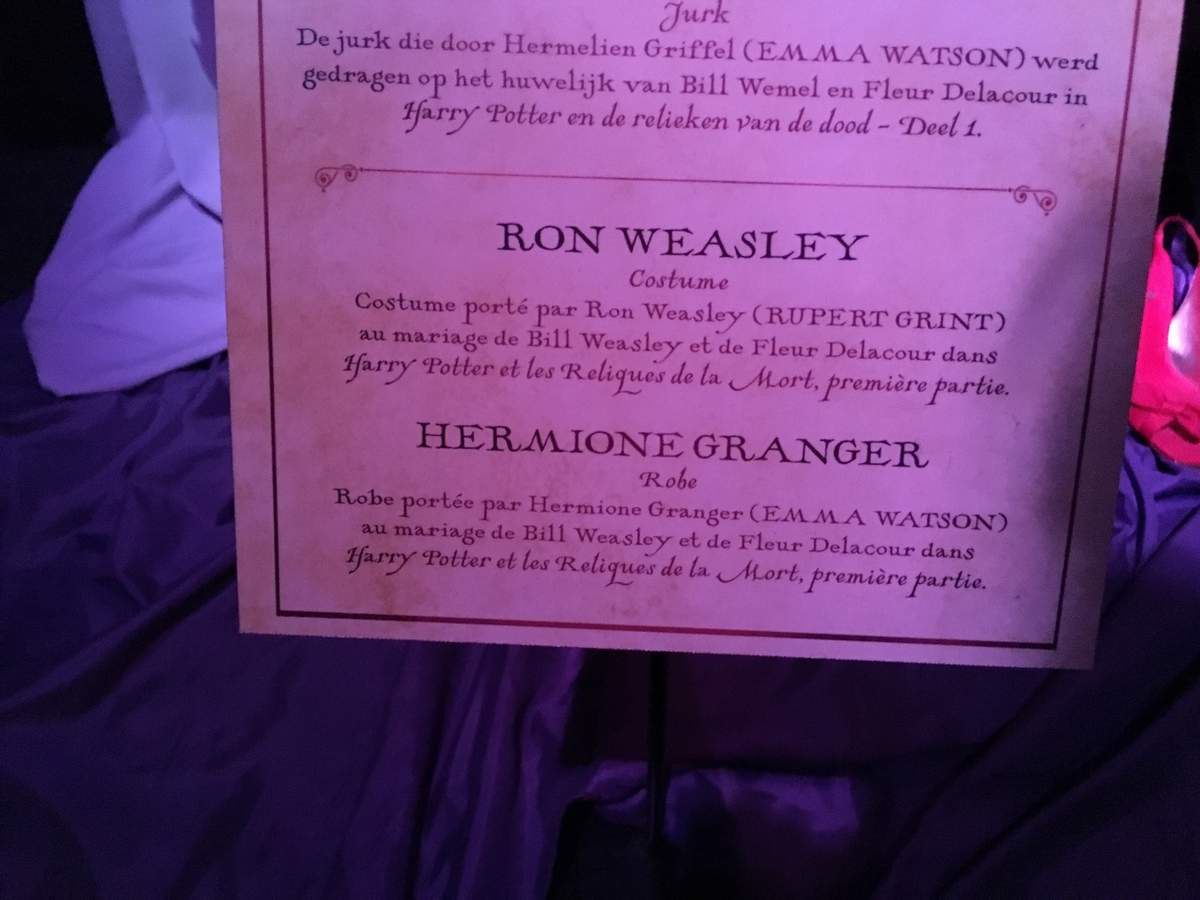 Jurk
De jurk die door Hermelien Griffel (EMMA WATSON) werd
gedragen op het huwelijk van Bill Wemel en Fleur Delacour in
Harry Potter en de relieken van de dood – Deel 1.
RON WEASLEY
Costume
Costume porté par Ron Weasley (RUPERT GRINT)
au mariage de Bill Weasley et de Fleur Delacour dans
Harry Potter et les Reliques de la Mort, première partie.
HERMIONE GRANGER
Robe
Robe portée par Hermione Granger (EMMA WATSON)
au mariage de Bill Weasley et de Fleur Delacour dans
Harry Potter et les Reliques de la Mort, première partie.